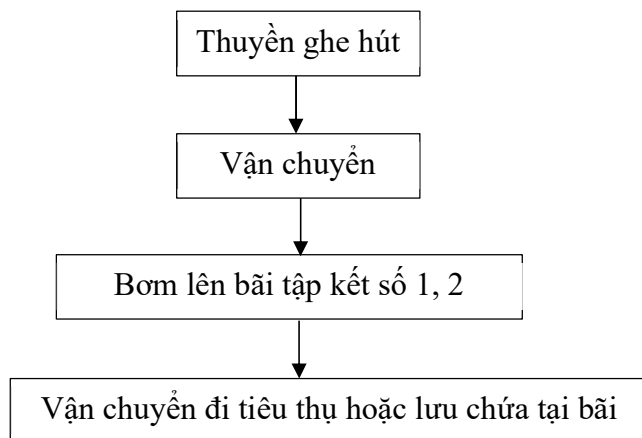 Thuyền ghe hút
Vận chuyển
Bơm lên bãi tập kết số 1, 2
Vận chuyển đi tiêu thụ hoặc lưu chứa tại bãi